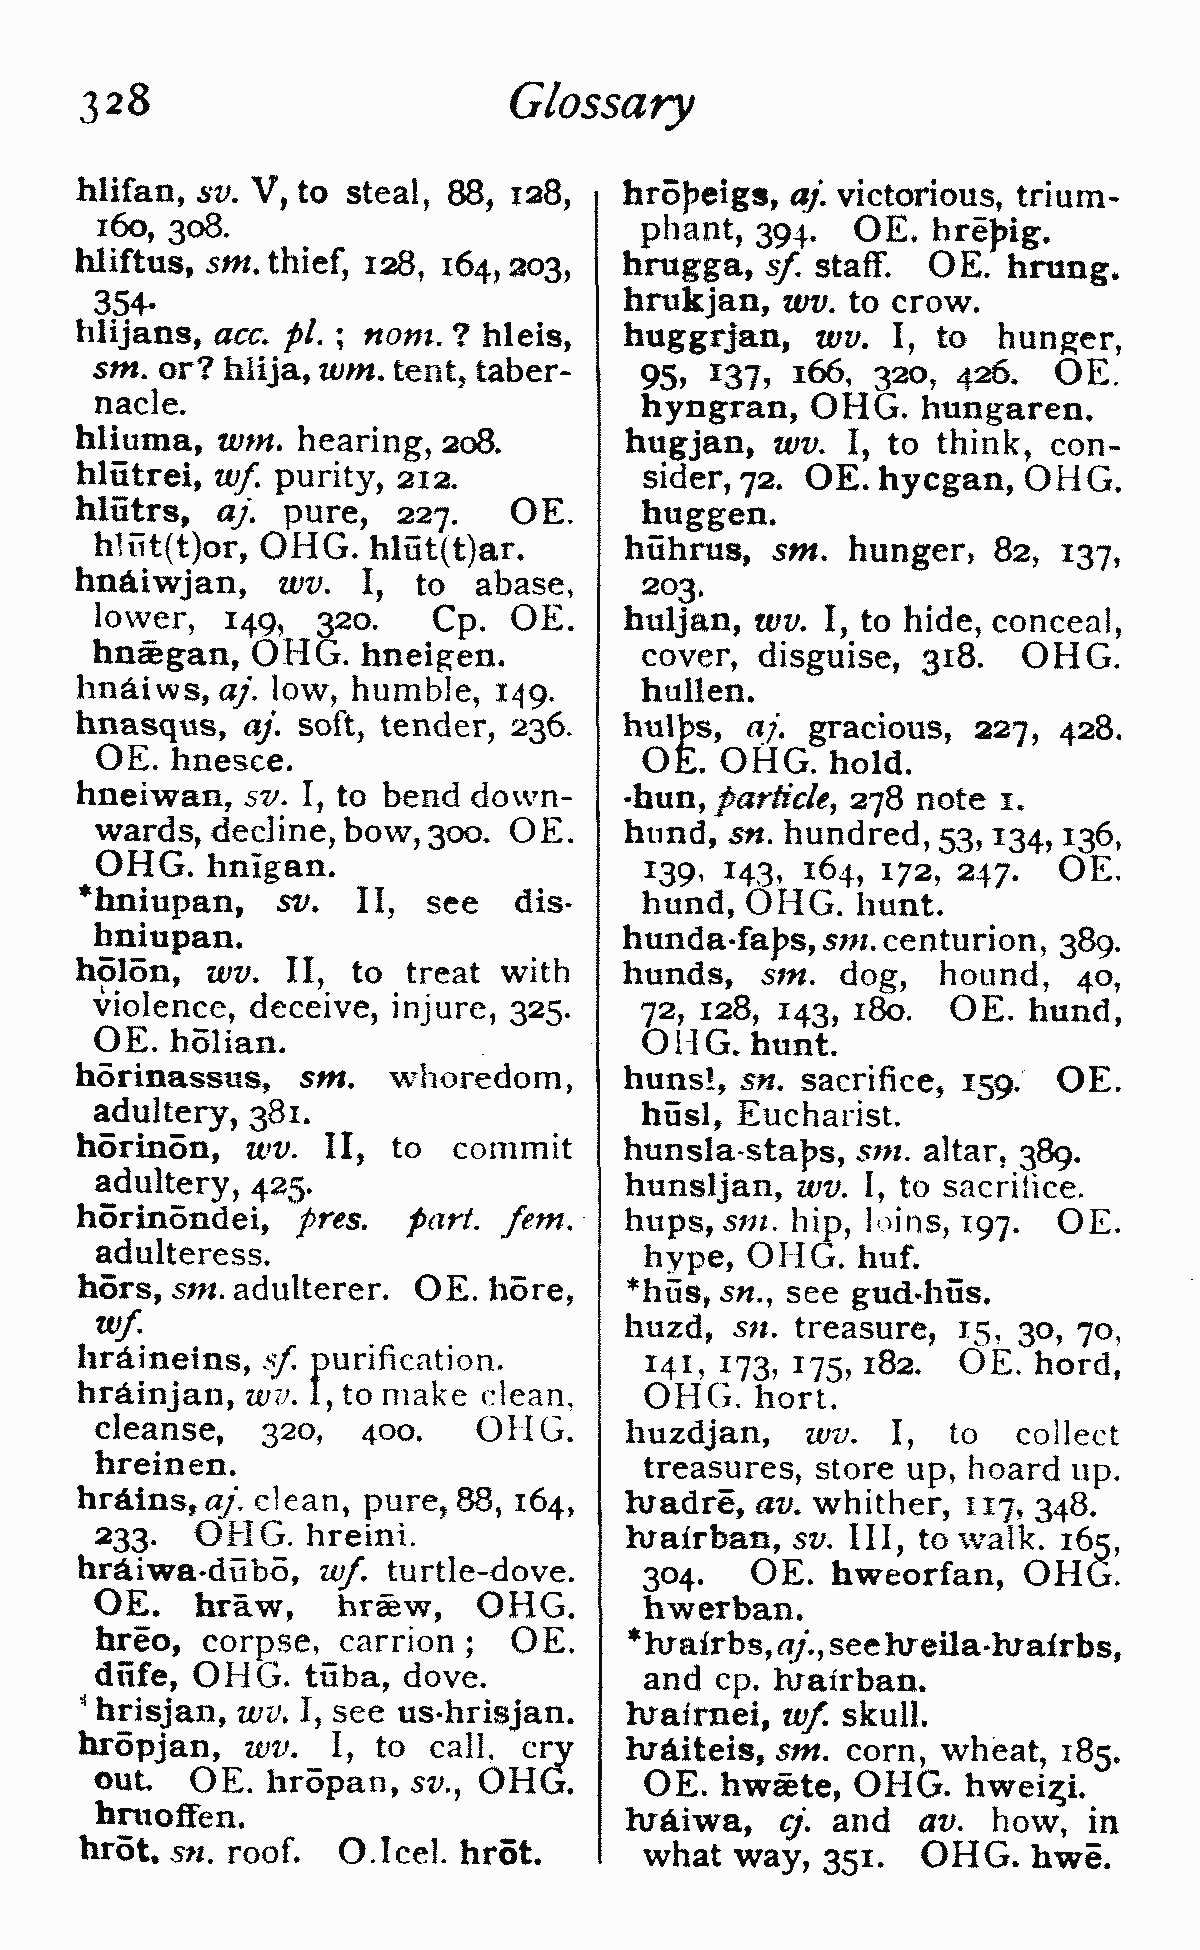 328 Glossary
hlifan, sv. V, to steal, 88, 128,
160, 308.
hliftus, sm. thief, 128, 164, 203,
354.
hlijans, acc. pl. ; nom. ? hleis,
sm. or? hlija, wm. tent, taber-
nacle.
hliuma, wm. hearing, 208.
hlūtrei, wf. purity, 212.
hlūtrs, aj. pure, 227. OE.
hlūt(t)or, OHG. hlūt(t)ar.
hnáiwjan, wv. I, to abase,
lower, 149, 320. Cp. OE.
hnǣgan, OHG. hneigen.
hnáiws, aj. low, humble, 149.
hnasqus, aj. soft, tender, 236.
OE. hnesce.
hneiwan, sv. I, to bend down-
wards, decline, bow, 300. OE.
OHG. hnīgan.
*hniupan, sv. II, see dis-
hniupan.
hōlōn, wv. II, to treat with
violence, deceive, injure, 325.
OE. hōlian.
hōrinassus, sm. whoredom,
adultery, 381.
hōrinōn, wv. II, to commit
adultery, 425.
hōrinōndei, pres. part. fem.
adulteress.
hōrs, sm. adulterer. OE. hōre,
wf.
hráineins, sf. purification.
hráinjan, wv. I, to make clean,
cleanse, 320, 400. OHG.
hreinen.
hráins, aj. clean, pure, 88, 164,
233. OHG. hreini.
hráiwa-dūbō, wf. turtle-dove.
OE. hrāw, hrǣw, OHG.
hrēo, corpse, carrion ; OE.
dūfe, OHG. tūba, dove.
*hrisjan, wv. I, see us-hrisjan.
hrōpjan, wv. I, to call, cry
out. OE. hrōpan, sv., OHG.
hruoffen.
hrōt, sn. roof. O.Icel. hrōt.
hrōþeigs, aj. victorious, trium-
phant, 394. OE. hrēþig.
hrugga, sf. staff. OE. hrung.
hrukjan, wv. to crow.
huggrjan, wv. I, to hunger,
95, 137, 166, 320, 426. OE.
hyngran, OHG. hungaren.
hugjan, wv. I, to think, con-
sider, 72. OE. hycgan, OHG.
huggen.
hūhrus, sm. hunger, 82, 137,
203.
huljan, wv. I, to hide, conceal,
cover, disguise, 318. OHG.
hullen.
hulþs, aj. gracious, 227, 428.
OE. OHG. hold.
-hun, particle, 278 note 1.
hund, sn. hundred, 53, 134, 136,
139, 143, 164, 172, 247. OE.
hund, OHG. hunt.
hunda-faþs, sm. centurion, 389.
hunds, sm. dog, hound, 40,
72, 128, 143, 180. OE. hund,
OHG. hunt.
hunsl, sn. sacrifice, 159. OE.
hūsl, Eucharist.
hunsla-staþs, sm. altar, 389.
hunsljan, wv. I, to sacrifice.
hups, sm. hip, loins, 197. OE.
hype, OHG. huf.
*hūs, sn., see gud-hūs.
huzd, sn. treasure, 15, 30, 70,
141, 173, 175, 182. OE. hord,
OHG. hort.
huzdjan, wv. I, to collect
treasures, store up, hoard up.
ƕadrē, av. whither, 117, 348.
ƕaírban, sv. III, to walk. 165,
304. OE. hweorfan, OHG.
hwerban.
*ƕaírbs, aj., see ƕeila-ƕaírbs,
and cp. ƕaírban.
ƕaírnei, wf. skull.
ƕáiteis, sm. corn, wheat, 185.
OE. hwǣte, OHG. hweiʒi.
ƕáiwa, cj. and av. how, in
what way, 351. OHG. hwē.